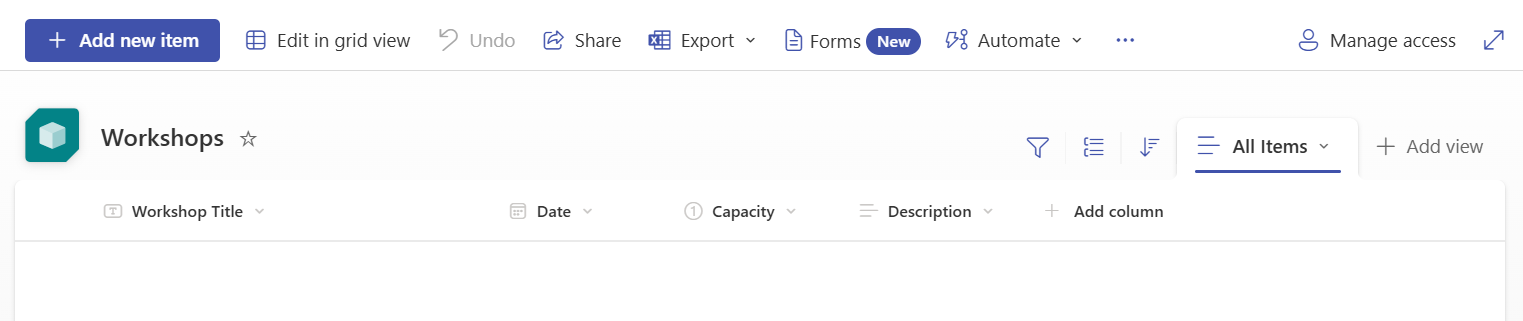 Add new item Edit in grid view Undo Share Export Forms New Automate Manage access
Workshops
All Items Add view
Workshop Title Date Capacity Description Add column